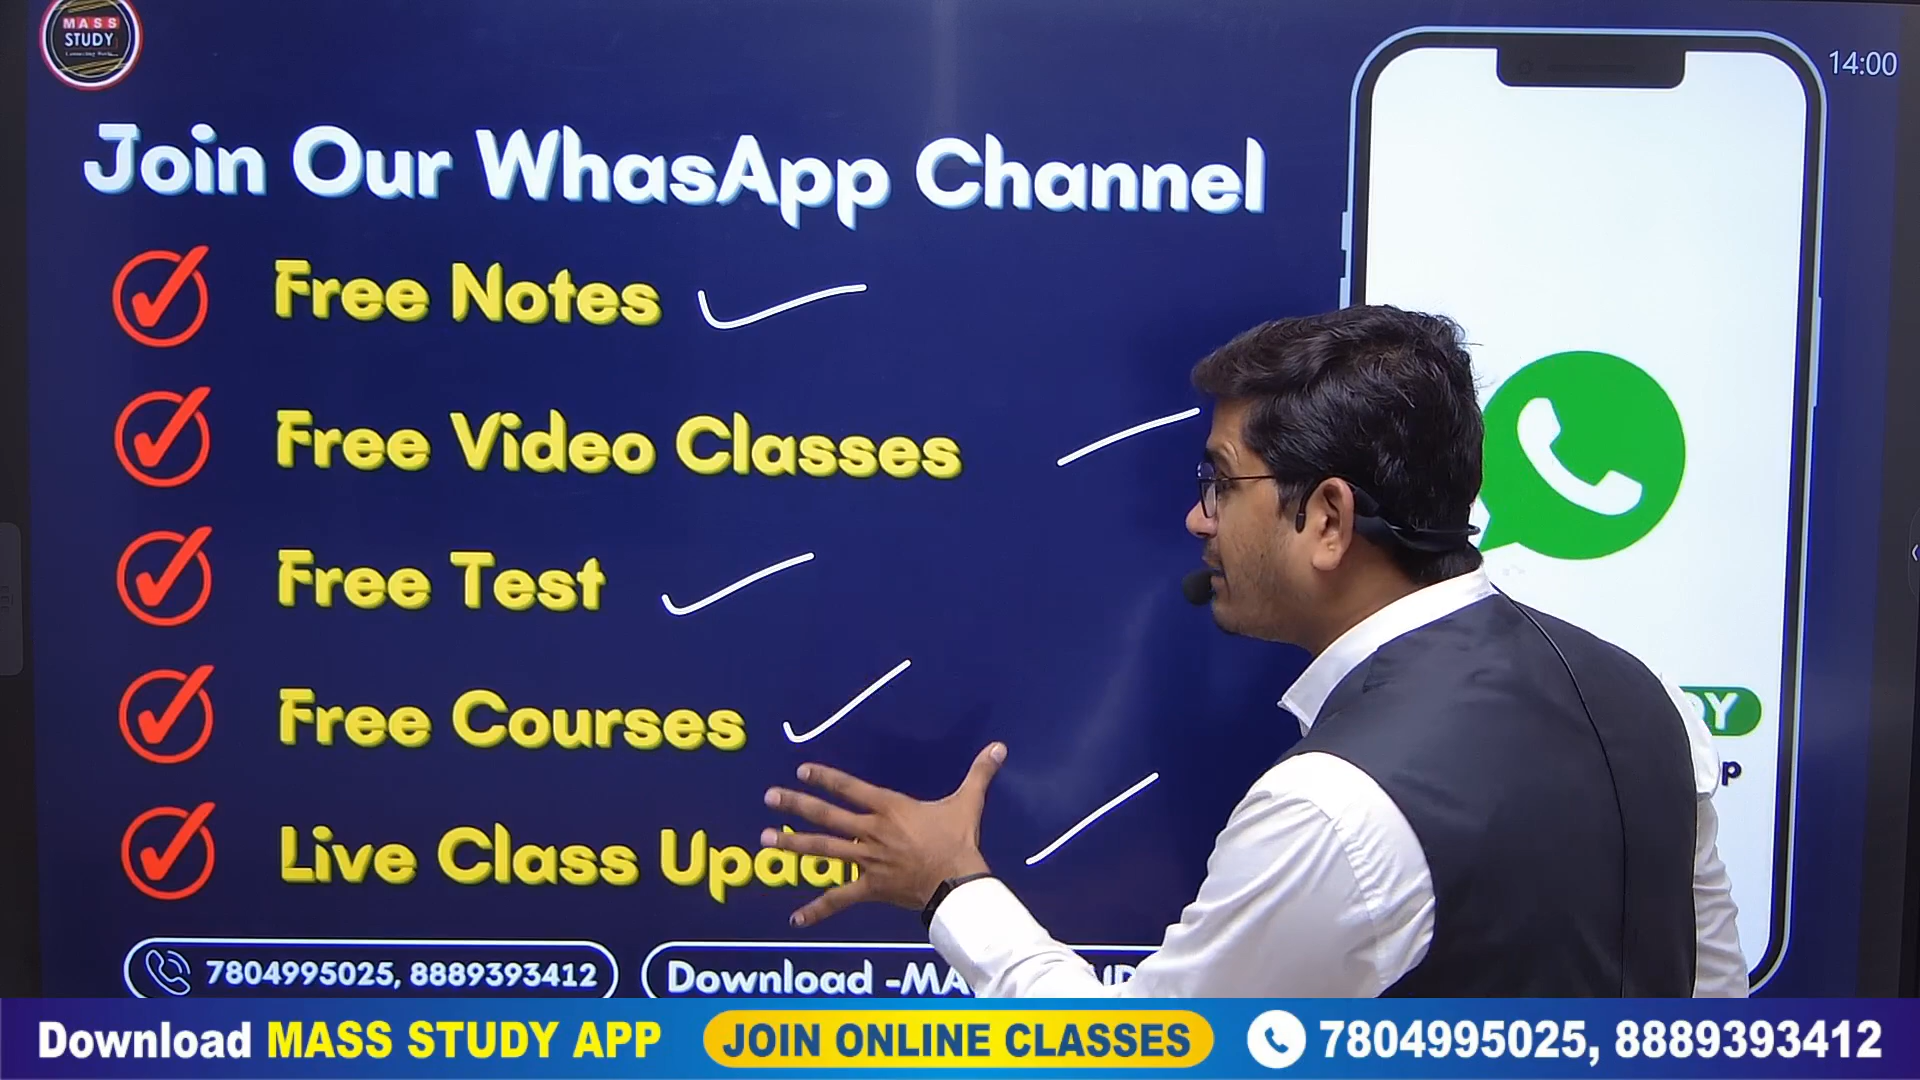 MASS
STUDY
14:00
Join Our WhasApp Channel
Free Notes
Free Video Classes
Free Test
Free Courses
Live Class
7804995025, 8889393412
Download -MA
Download MASS STUDY APP
JOIN ONLINE CLASSES
7804995025, 8889393412